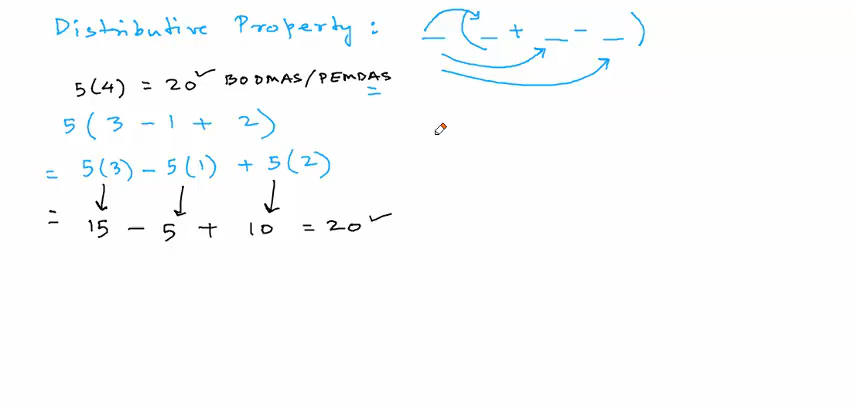 Distributive Property : _ ( _ + _ - _ )
5(4) = 20 ✓ BODMAS/PEMDAS
5( 3 - 1 + 2)
= 5(3) - 5(1) + 5(2)
= 15 - 5 + 10 = 20 ✓